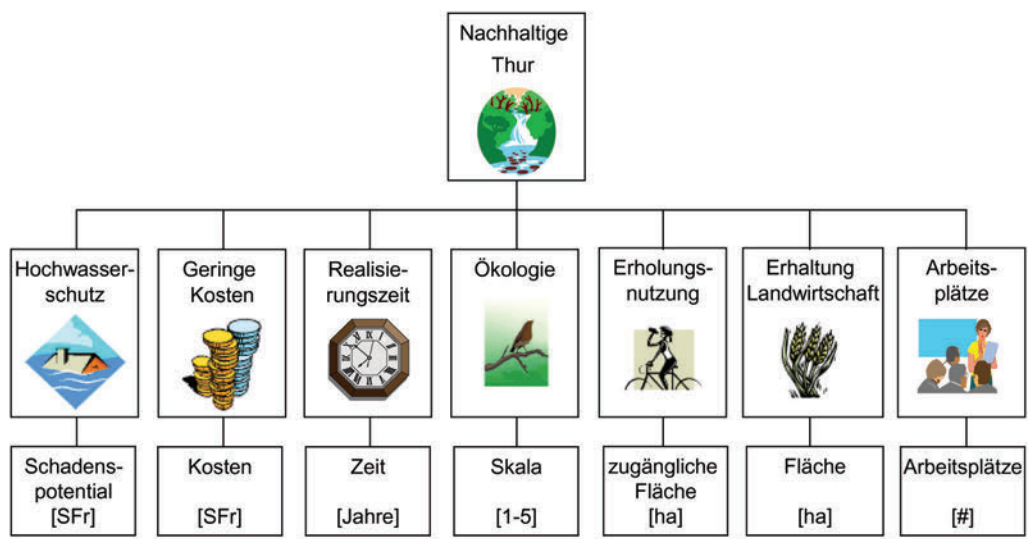 Nachhaltige
Thur
Hochwasser-
schutz
Geringe
Kosten
Realisie-
rungszeit
Ökologie
Erholungs-
nutzung
Erhaltung
Landwirtschaft
Arbeits-
plätze
Schadens-
potential
[SFr]
Kosten
[SFr]
Zeit
[Jahre]
Skala
[1-5]
zugängliche
Fläche
[ha]
Fläche
[ha]
Arbeitsplätze
[#]